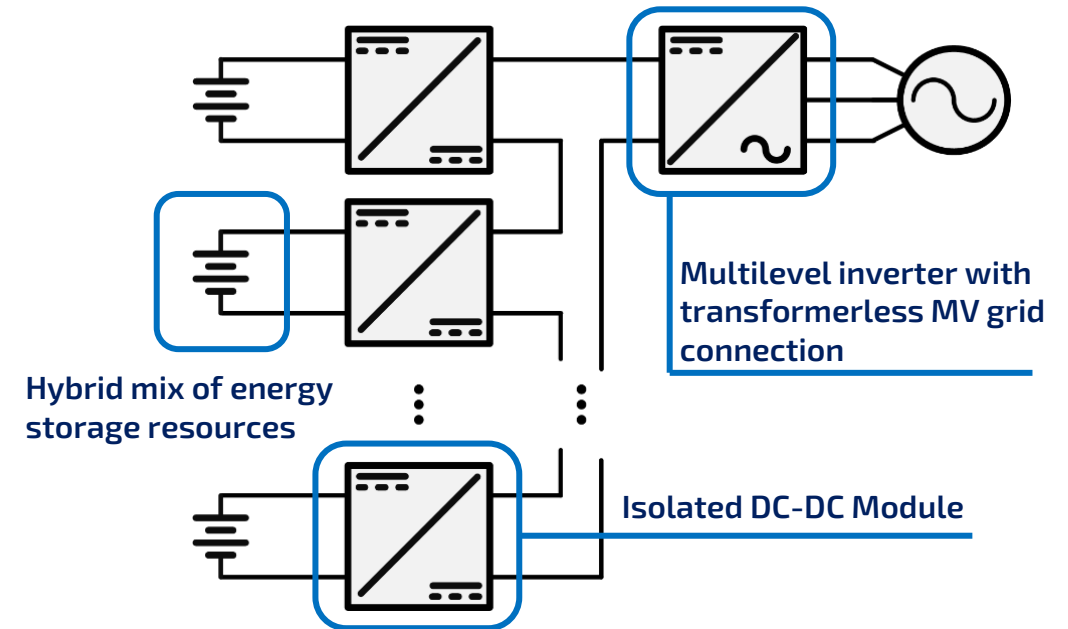 Multilevel inverter with
transformerless MV grid
connection
Hybrid mix of energy
storage resources
Isolated DC-DC Module